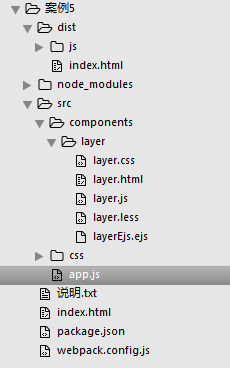 案例5
dist
js
index.html
node_modules
src
components
layer
layer.css
layer.html
layer.js
layer.less
layerEjs.ejs
css
app.js
说明.txt
index.html
package.json
webpack.config.js